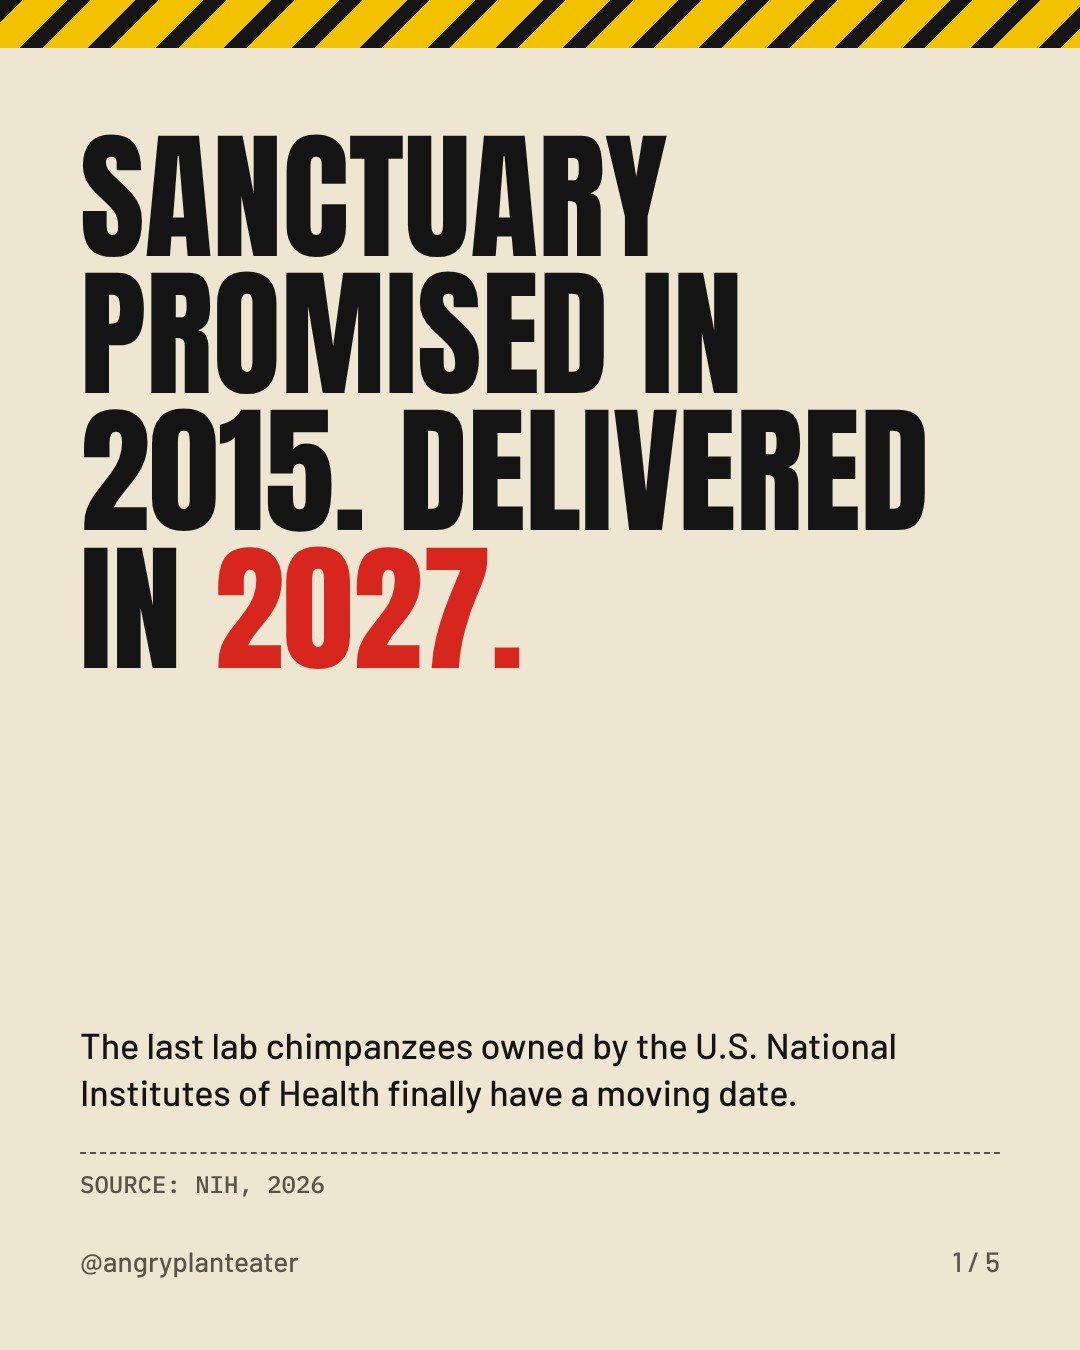 SANCTUARY
PROMISED IN
2015. DELIVERED
IN 2027.
The last lab chimpanzees owned by the U.S. National
Institutes of Health finally have a moving date.
SOURCE: NIH, 2026
@angryplanteater
1 / 5